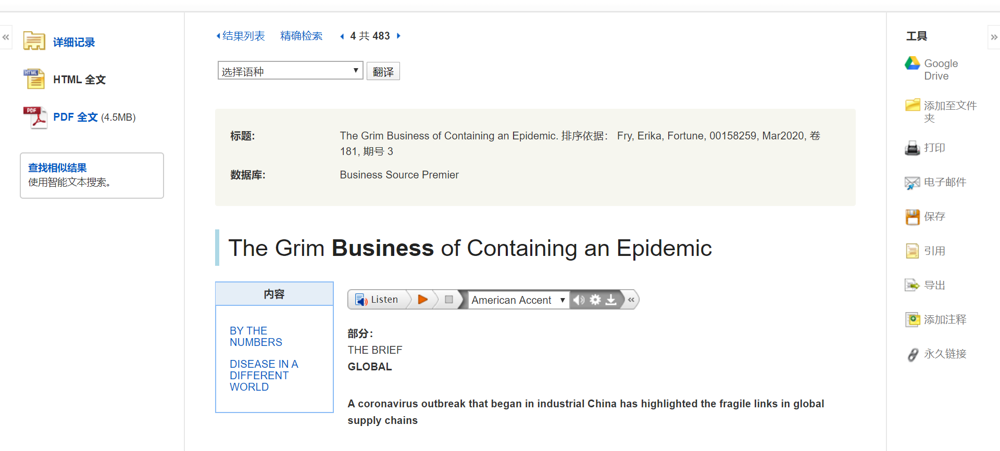 详细记录
HTML 全文
PDF 全文 (4.5MB)
查找相似结果
使用智能文本搜索。
结果列表 精确检索 4 共 483
选择语种 翻译
标题: The Grim Business of Containing an Epidemic. 排序依据： Fry, Erika, Fortune, 00158259, Mar2020, 卷
181, 期号 3
数据库: Business Source Premier
The Grim Business of Containing an Epidemic
内容
BY THE
NUMBERS
DISEASE IN A
DIFFERENT
WORLD
Listen American Accent
部分：
THE BRIEF
GLOBAL
A coronavirus outbreak that began in industrial China has highlighted the fragile links in global
supply chains
工具
Google
Drive
添加至文件
夹
打印
电子邮件
保存
引用
导出
添加注释
永久链接